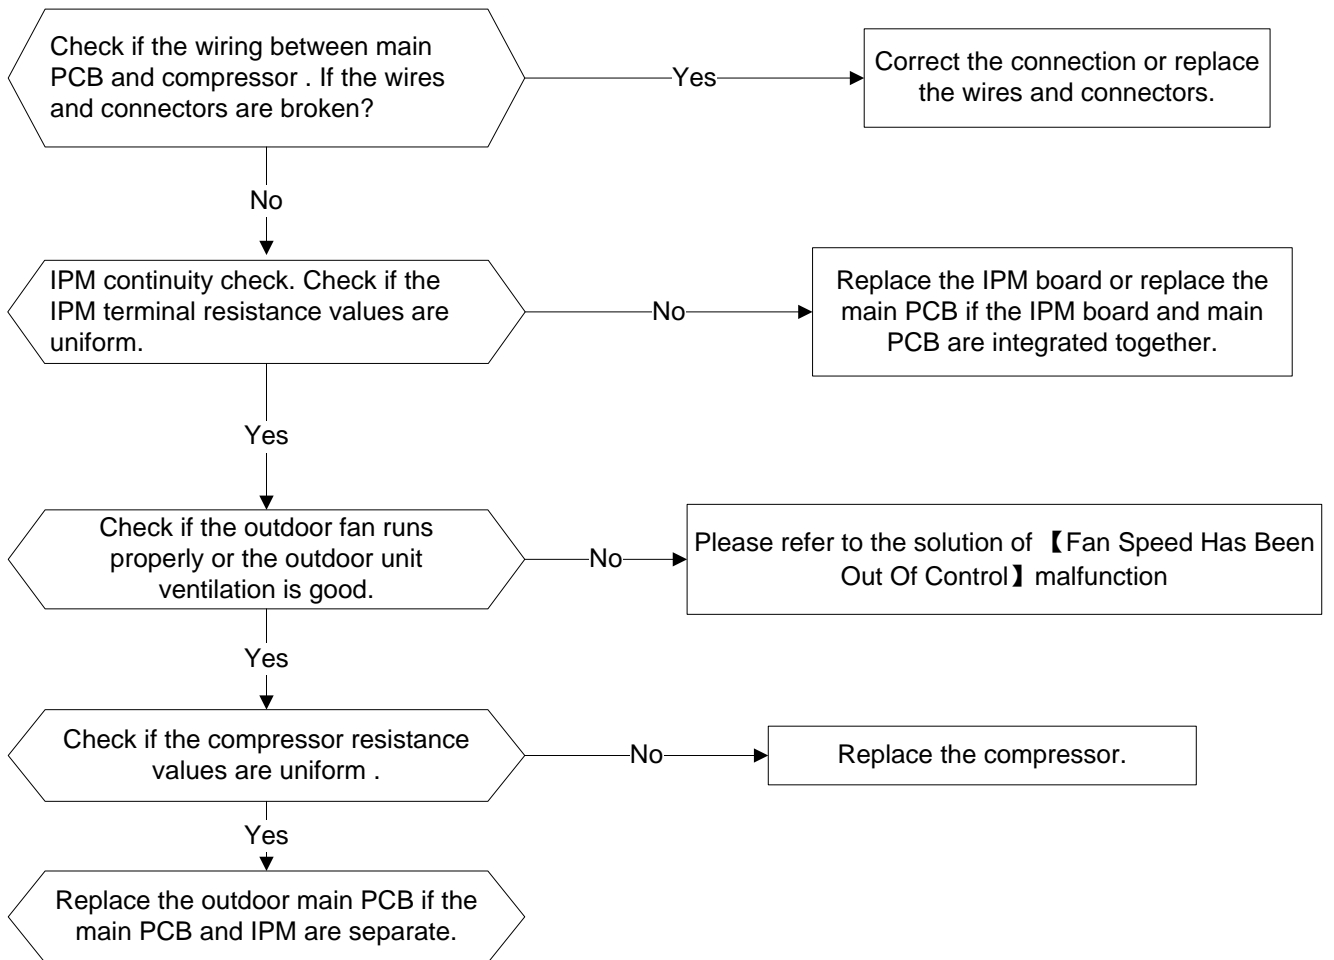 Check if the wiring between main
PCB and compressor . If the wires
and connectors are broken?
Yes
Correct the connection or replace
the wires and connectors.
No
IPM continuity check. Check if the
IPM terminal resistance values are
uniform.
No
Replace the IPM board or replace the
main PCB if the IPM board and main
PCB are integrated together.
Yes
Check if the outdoor fan runs
properly or the outdoor unit
ventilation is good.
No
Please refer to the solution of 【Fan Speed Has Been
Out Of Control】malfunction
Yes
Check if the compressor resistance
values are uniform .
No
Replace the compressor.
Yes
Replace the outdoor main PCB if the
main PCB and IPM are separate.